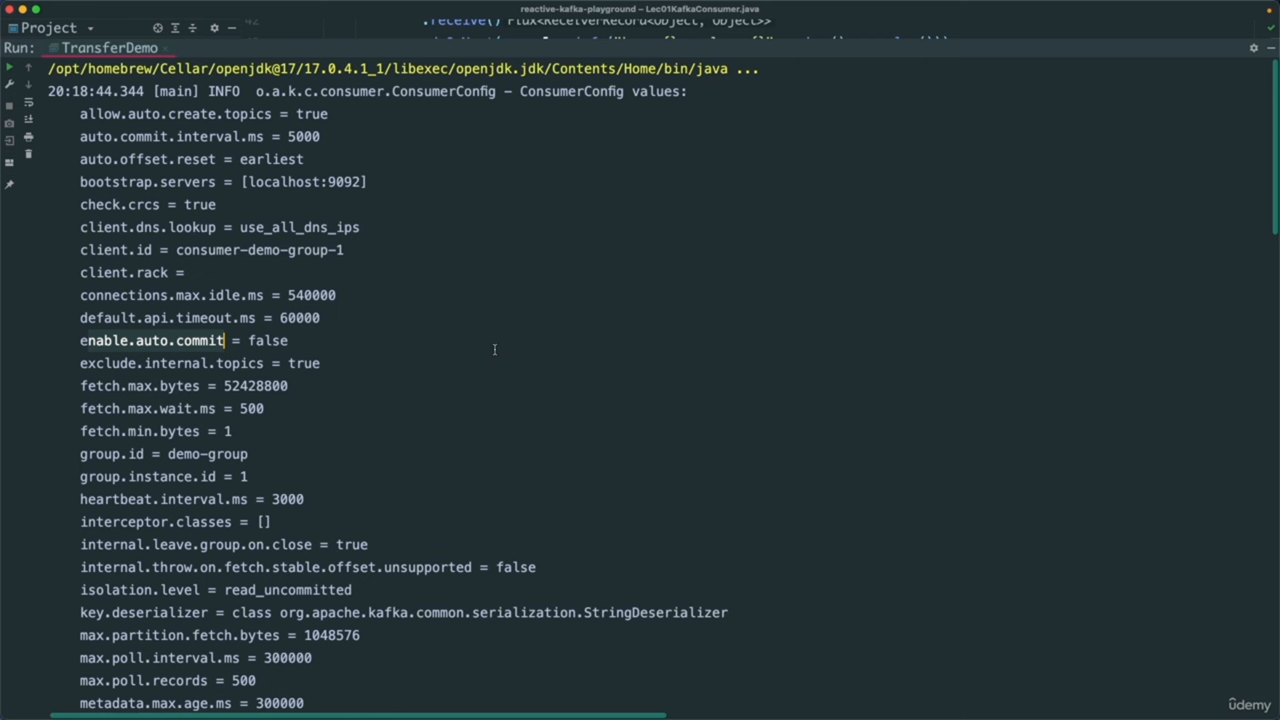 reactive-kafka-playground – Lec01KafkaConsumer.java
Project
42
.receive() Flux<ReceiverRecord<Object, Object>>
Run: TransferDemo
/opt/homebrew/Cellar/openjdk@17/17.0.4.1_1/libexec/openjdk.jdk/Contents/Home/bin/java ...
20:18:44.344 [main] INFO  o.a.k.c.consumer.ConsumerConfig - ConsumerConfig values:
allow.auto.create.topics = true
auto.commit.interval.ms = 5000
auto.offset.reset = earliest
bootstrap.servers = [localhost:9092]
check.crcs = true
client.dns.lookup = use_all_dns_ips
client.id = consumer-demo-group-1
client.rack =
connections.max.idle.ms = 540000
default.api.timeout.ms = 60000
enable.auto.commit = false
exclude.internal.topics = true
fetch.max.bytes = 52428800
fetch.max.wait.ms = 500
fetch.min.bytes = 1
group.id = demo-group
group.instance.id = 1
heartbeat.interval.ms = 3000
interceptor.classes = []
internal.leave.group.on.close = true
internal.throw.on.fetch.stable.offset.unsupported = false
isolation.level = read_uncommitted
key.deserializer = class org.apache.kafka.common.serialization.StringDeserializer
max.partition.fetch.bytes = 1048576
max.poll.interval.ms = 300000
max.poll.records = 500
metadata.max.age.ms = 300000
ûdemy